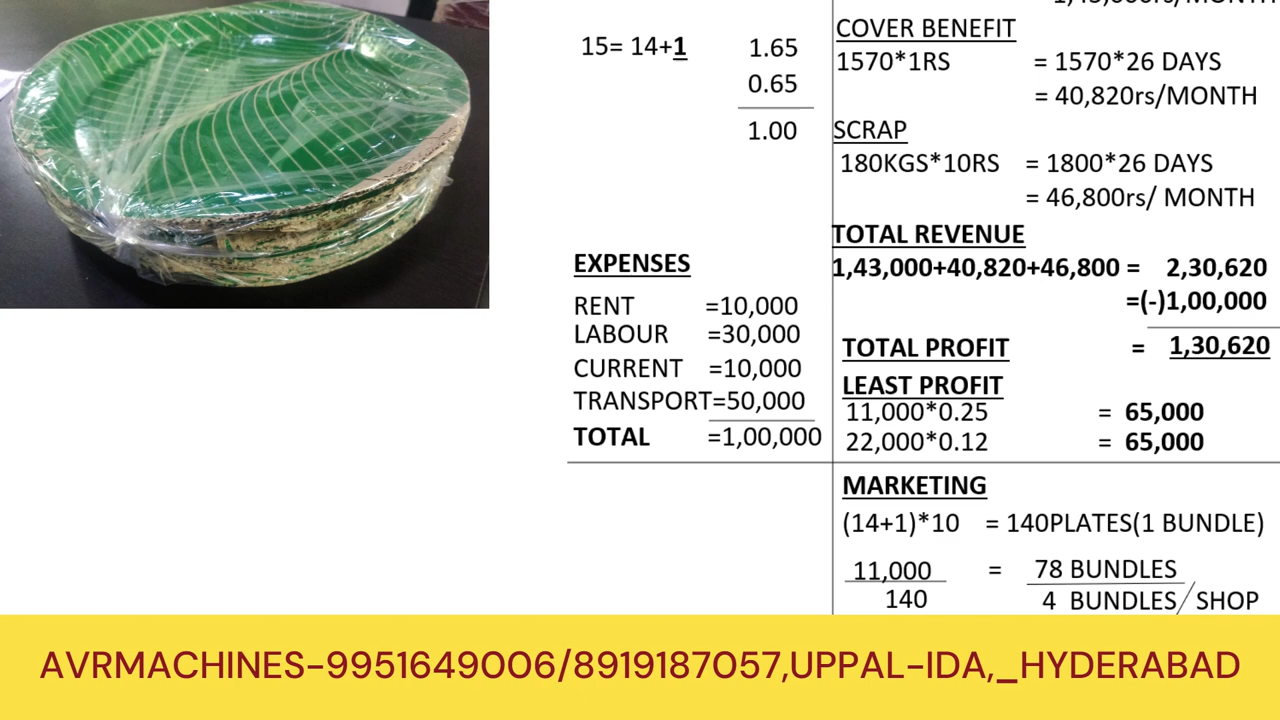 1,43,000rs/MONTH
15= 14+1 1.65
0.65
1.00
EXPENSES
RENT =10,000
LABOUR =30,000
CURRENT =10,000
TRANSPORT=50,000
TOTAL =1,00,000
COVER BENEFIT
1570*1RS = 1570*26 DAYS
= 40,820rs/MONTH
SCRAP
180KGS*10RS = 1800*26 DAYS
= 46,800rs/ MONTH
TOTAL REVENUE
1,43,000+40,820+46,800 = 2,30,620
=(-)1,00,000
TOTAL PROFIT = 1,30,620
LEAST PROFIT
11,000*0.25 = 65,000
22,000*0.12 = 65,000
MARKETING
(14+1)*10 = 140PLATES(1 BUNDLE)
11,000 = 78 BUNDLES
140 4 BUNDLES/SHOP
AVRMACHINES-9951649006/8919187057,UPPAL-IDA,_HYDERABAD